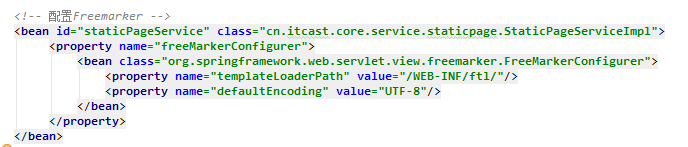 <!-- 配置Freemarker -->
<bean id="staticPageService" class="cn.itcast.core.service.staticpage.StaticPageServiceImpl">
<property name="freeMarkerConfigurer">
<bean class="org.springframework.web.servlet.view.freemarker.FreeMarkerConfigurer">
<property name="templateLoaderPath" value="/WEB-INF/ftl/"/>
<property name="defaultEncoding" value="UTF-8"/>
</bean>
</property>
</bean>